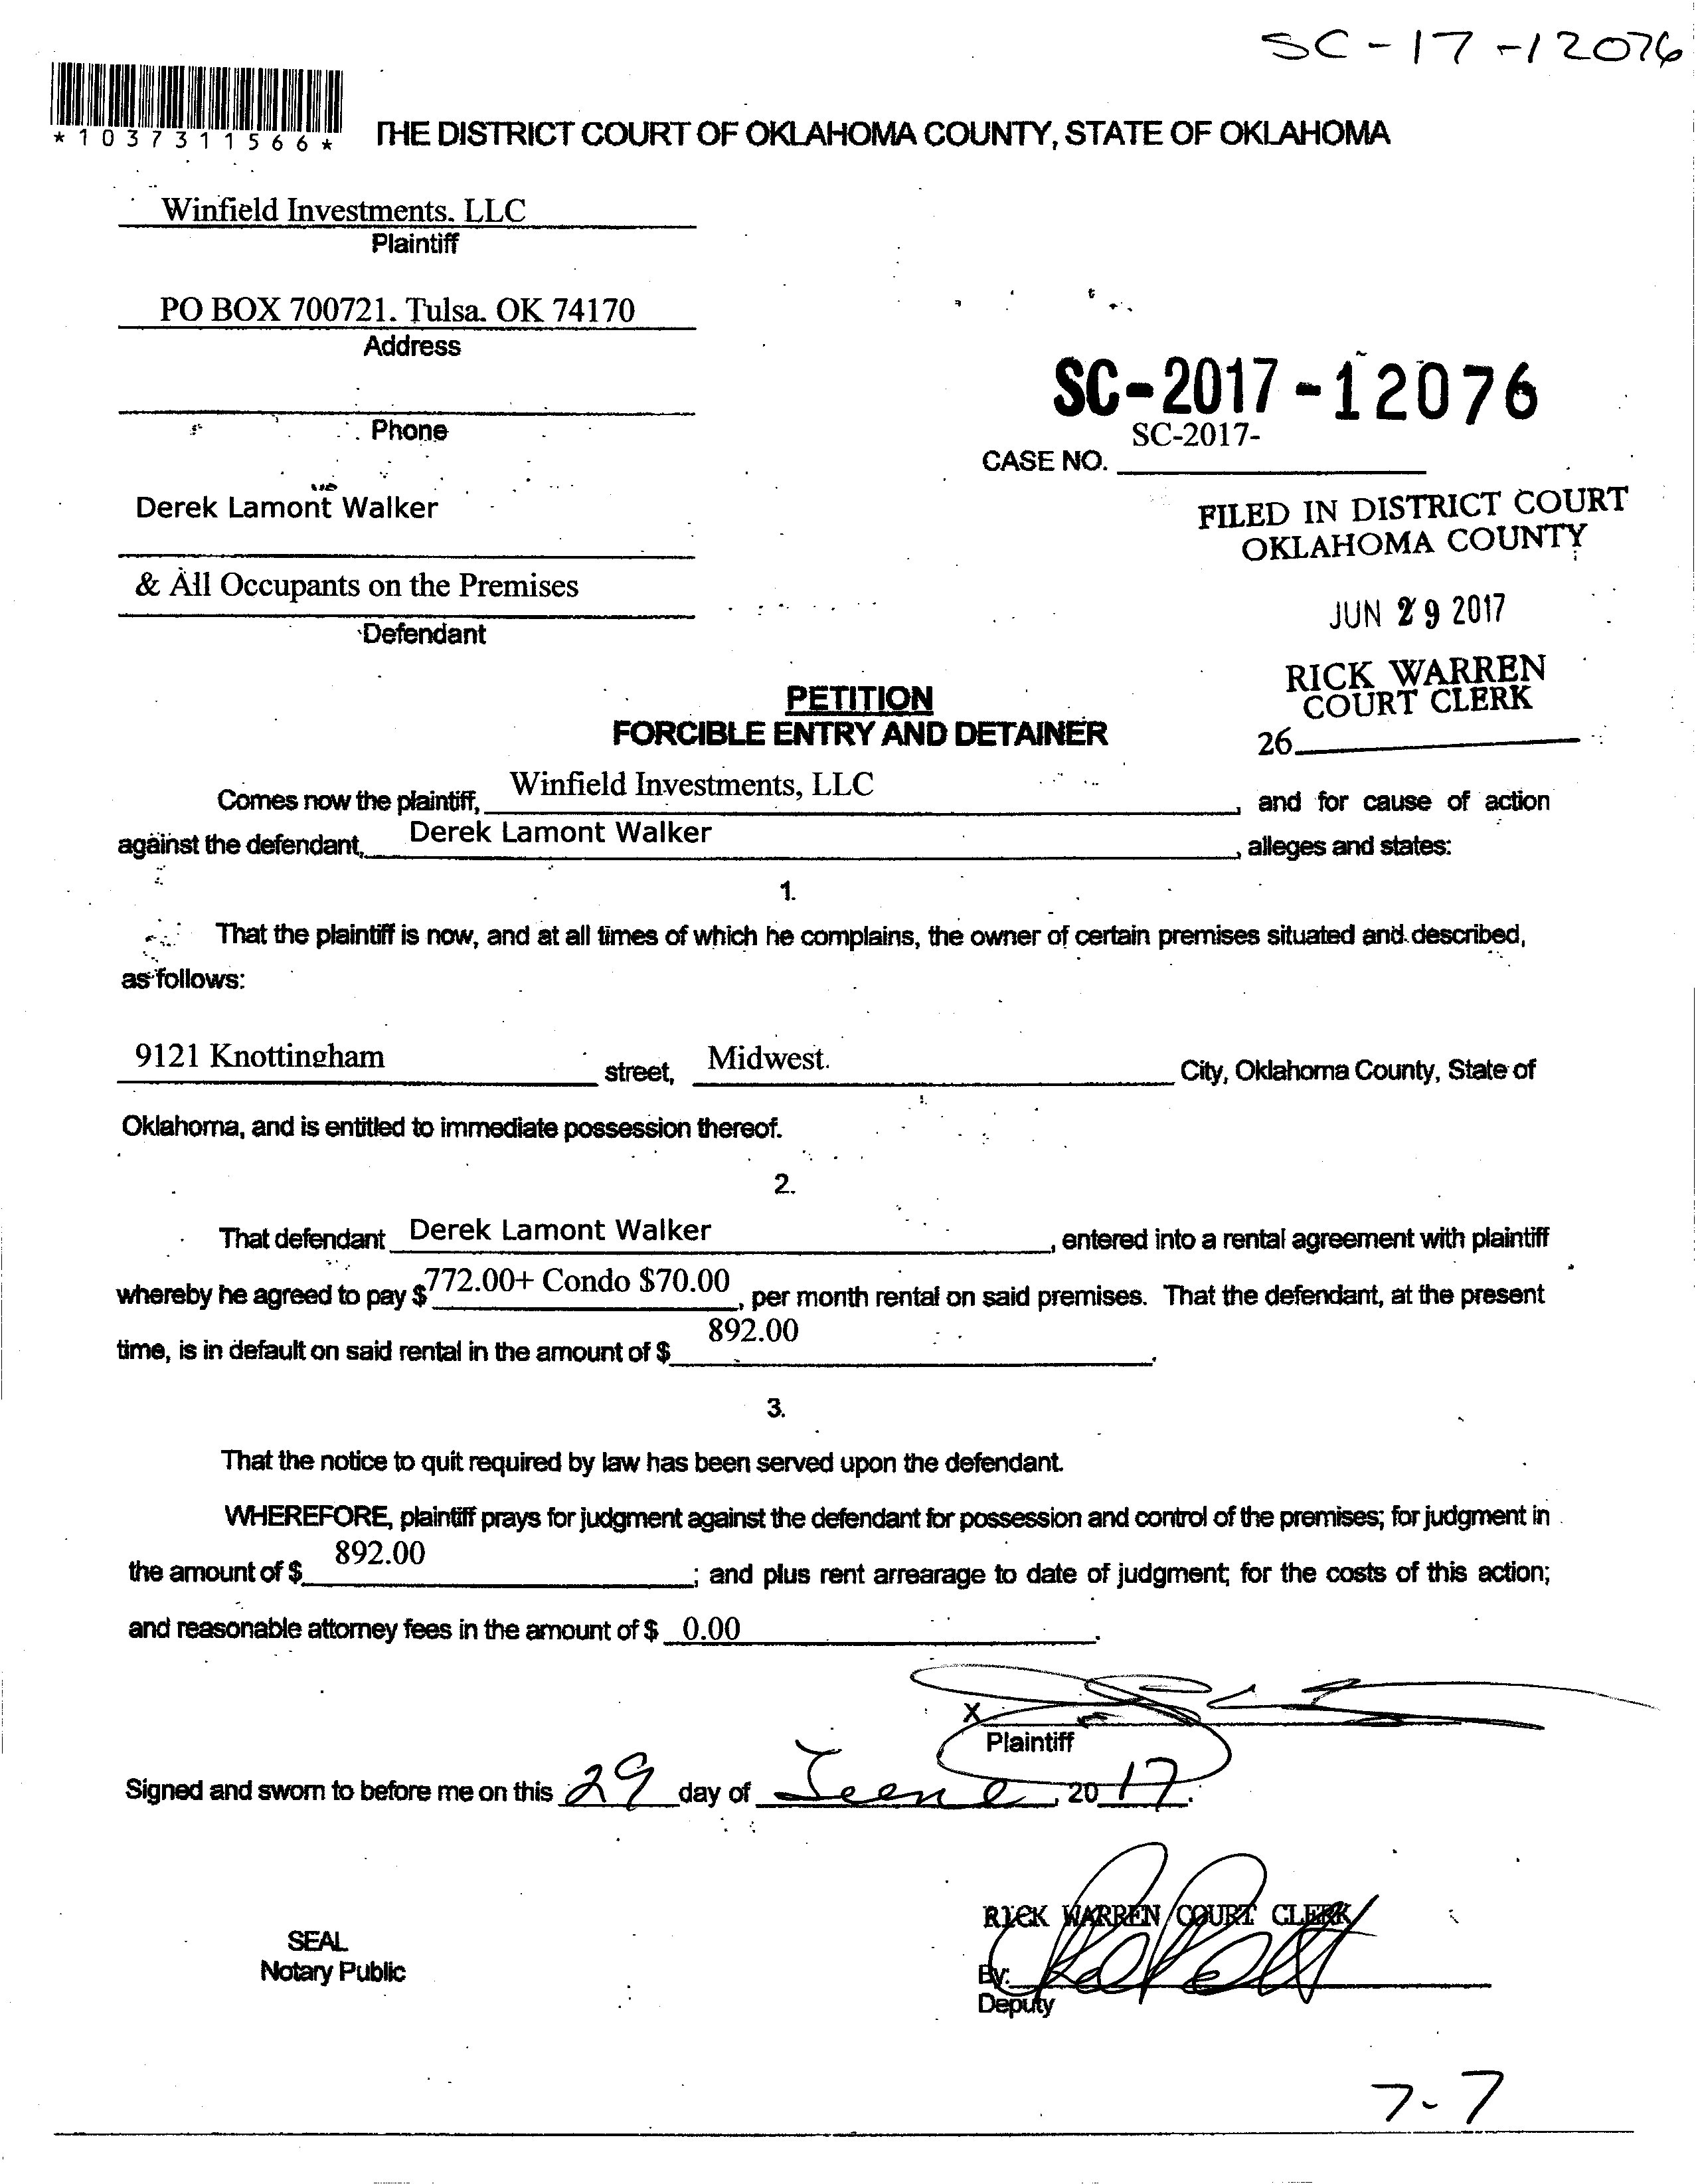 SC-17-12076
*1037311566*
THE DISTRICT COURT OF OKLAHOMA COUNTY, STATE OF OKLAHOMA
Winfield Investments. LLC
Plaintiff
PO BOX 700721. Tulsa. OK 74170
Address
SC-2017-12076
Phone
SC-2017-
CASE NO.
Derek Lamont Walker
FILED IN DISTRICT COURT
OKLAHOMA COUNTY
& All Occupants on the Premises
JUN 29 2017
Defendant
RICK WARREN
COURT CLERK
PETITION
FORCIBLE ENTRY AND DETAINER
26
Comes now the plaintiff, Winfield Investments, LLC, and for cause of action
against the defendant, Derek Lamont Walker, alleges and states:
1.
That the plaintiff is now, and at all times of which he complains, the owner of certain premises situated and described,
as follows:
9121 Knottingham street, Midwest. City, Oklahoma County, State of
Oklahoma, and is entitled to immediate possession thereof.
2.
That defendant Derek Lamont Walker, entered into a rental agreement with plaintiff
whereby he agreed to pay $772.00+ Condo $70.00, per month rental on said premises. That the defendant, at the present
time, is in default on said rental in the amount of $ 892.00.
3.
That the notice to quit required by law has been served upon the defendant.
WHEREFORE, plaintiff prays for judgment against the defendant for possession and control of the premises; for judgment in
the amount of $ 892.00; and plus rent arrearage to date of judgment; for the costs of this action;
and reasonable attorney fees in the amount of $ 0.00.
X
Plaintiff
Signed and sworn to before me on this 29 day of June, 2017.
RICK WARREN COURT CLERK
SEAL
Notary Public
By:
Deputy
7-7